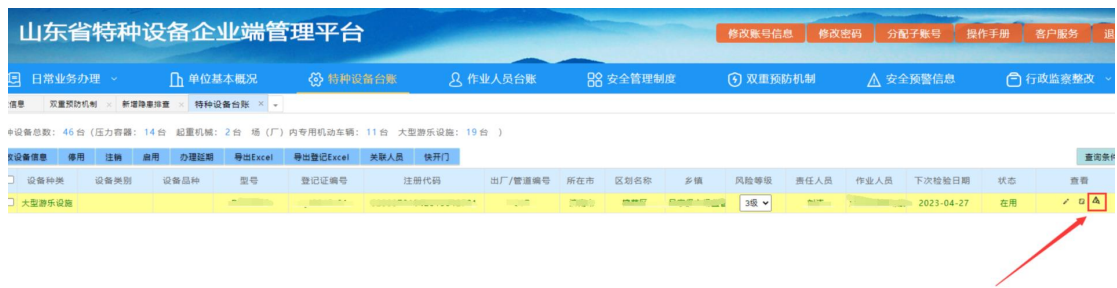 山东省特种设备企业端管理平台
修改账号信息 修改密码 分配子账号 操作手册 客户服务 退
日常业务办理 单位基本概况 特种设备台账 作业人员台账 安全管理制度 双重预防机制 安全预警信息 行政监察整改
信息 双重预防机制 × 新增隐患排查 × 特种设备台账 ×
设备总数: 46台 (压力容器: 14台 起重机械: 2台 场(厂)内专用机动车辆: 11台 大型游乐设施: 19台 )
设备信息 停用 注销 启用 办理延期 导出Excel 导出登记Excel 关联人员 快开门 查询条件
设备种类 设备类别 设备品种 型号 登记证编号 注册代码 出厂/管道编号 所在市 区划名称 乡镇 风险等级 责任人员 作业人员 下次检验日期 状态 查看
大型游乐设施 3级 2023-04-27 在用